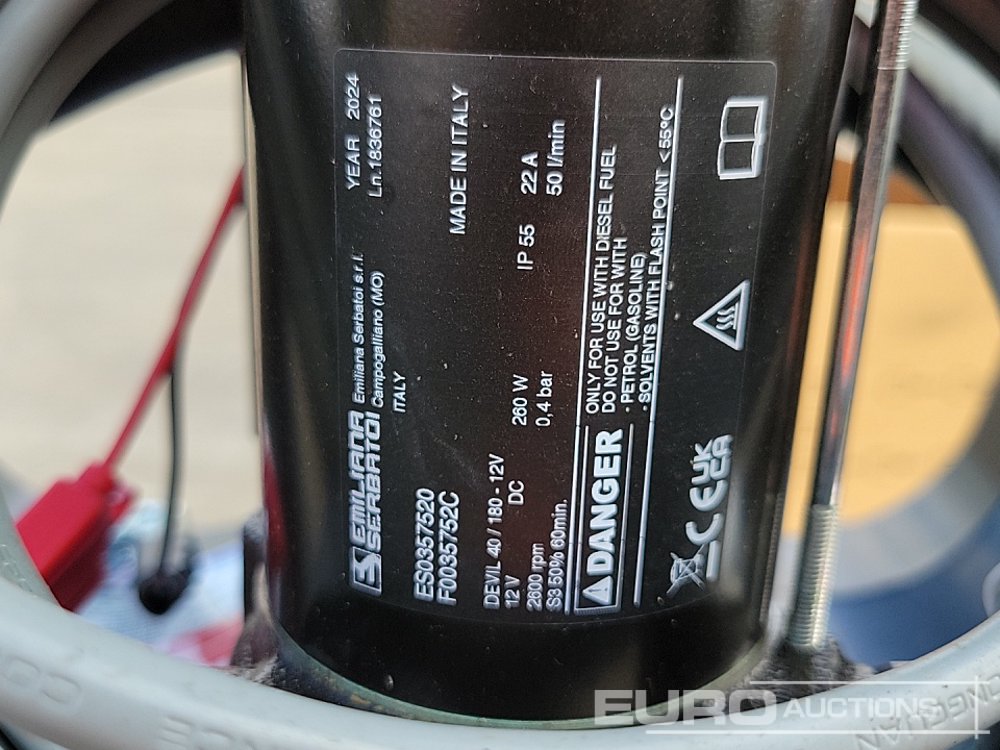 EMILIANA
SERBATOI
Emiliana Serbatoi s.r.l.
Campogalliano (MO)
ITALY
YEAR 2024
Ln.1836761
MADE IN ITALY
ES0357520
F0035752C
DEVIL 40 / 180 - 12V
12 V DC 260 W IP 55 22 A
2600 rpm 0,4 bar 50 l/min
S3 50% 60min.
DANGER
ONLY FOR USE WITH DIESEL FUEL
DO NOT USE FOR WITH
· PETROL (GASOLINE)
· SOLVENTS WITH FLASH POINT < 55°C
CE UK
CA
EURO AUCTIONS